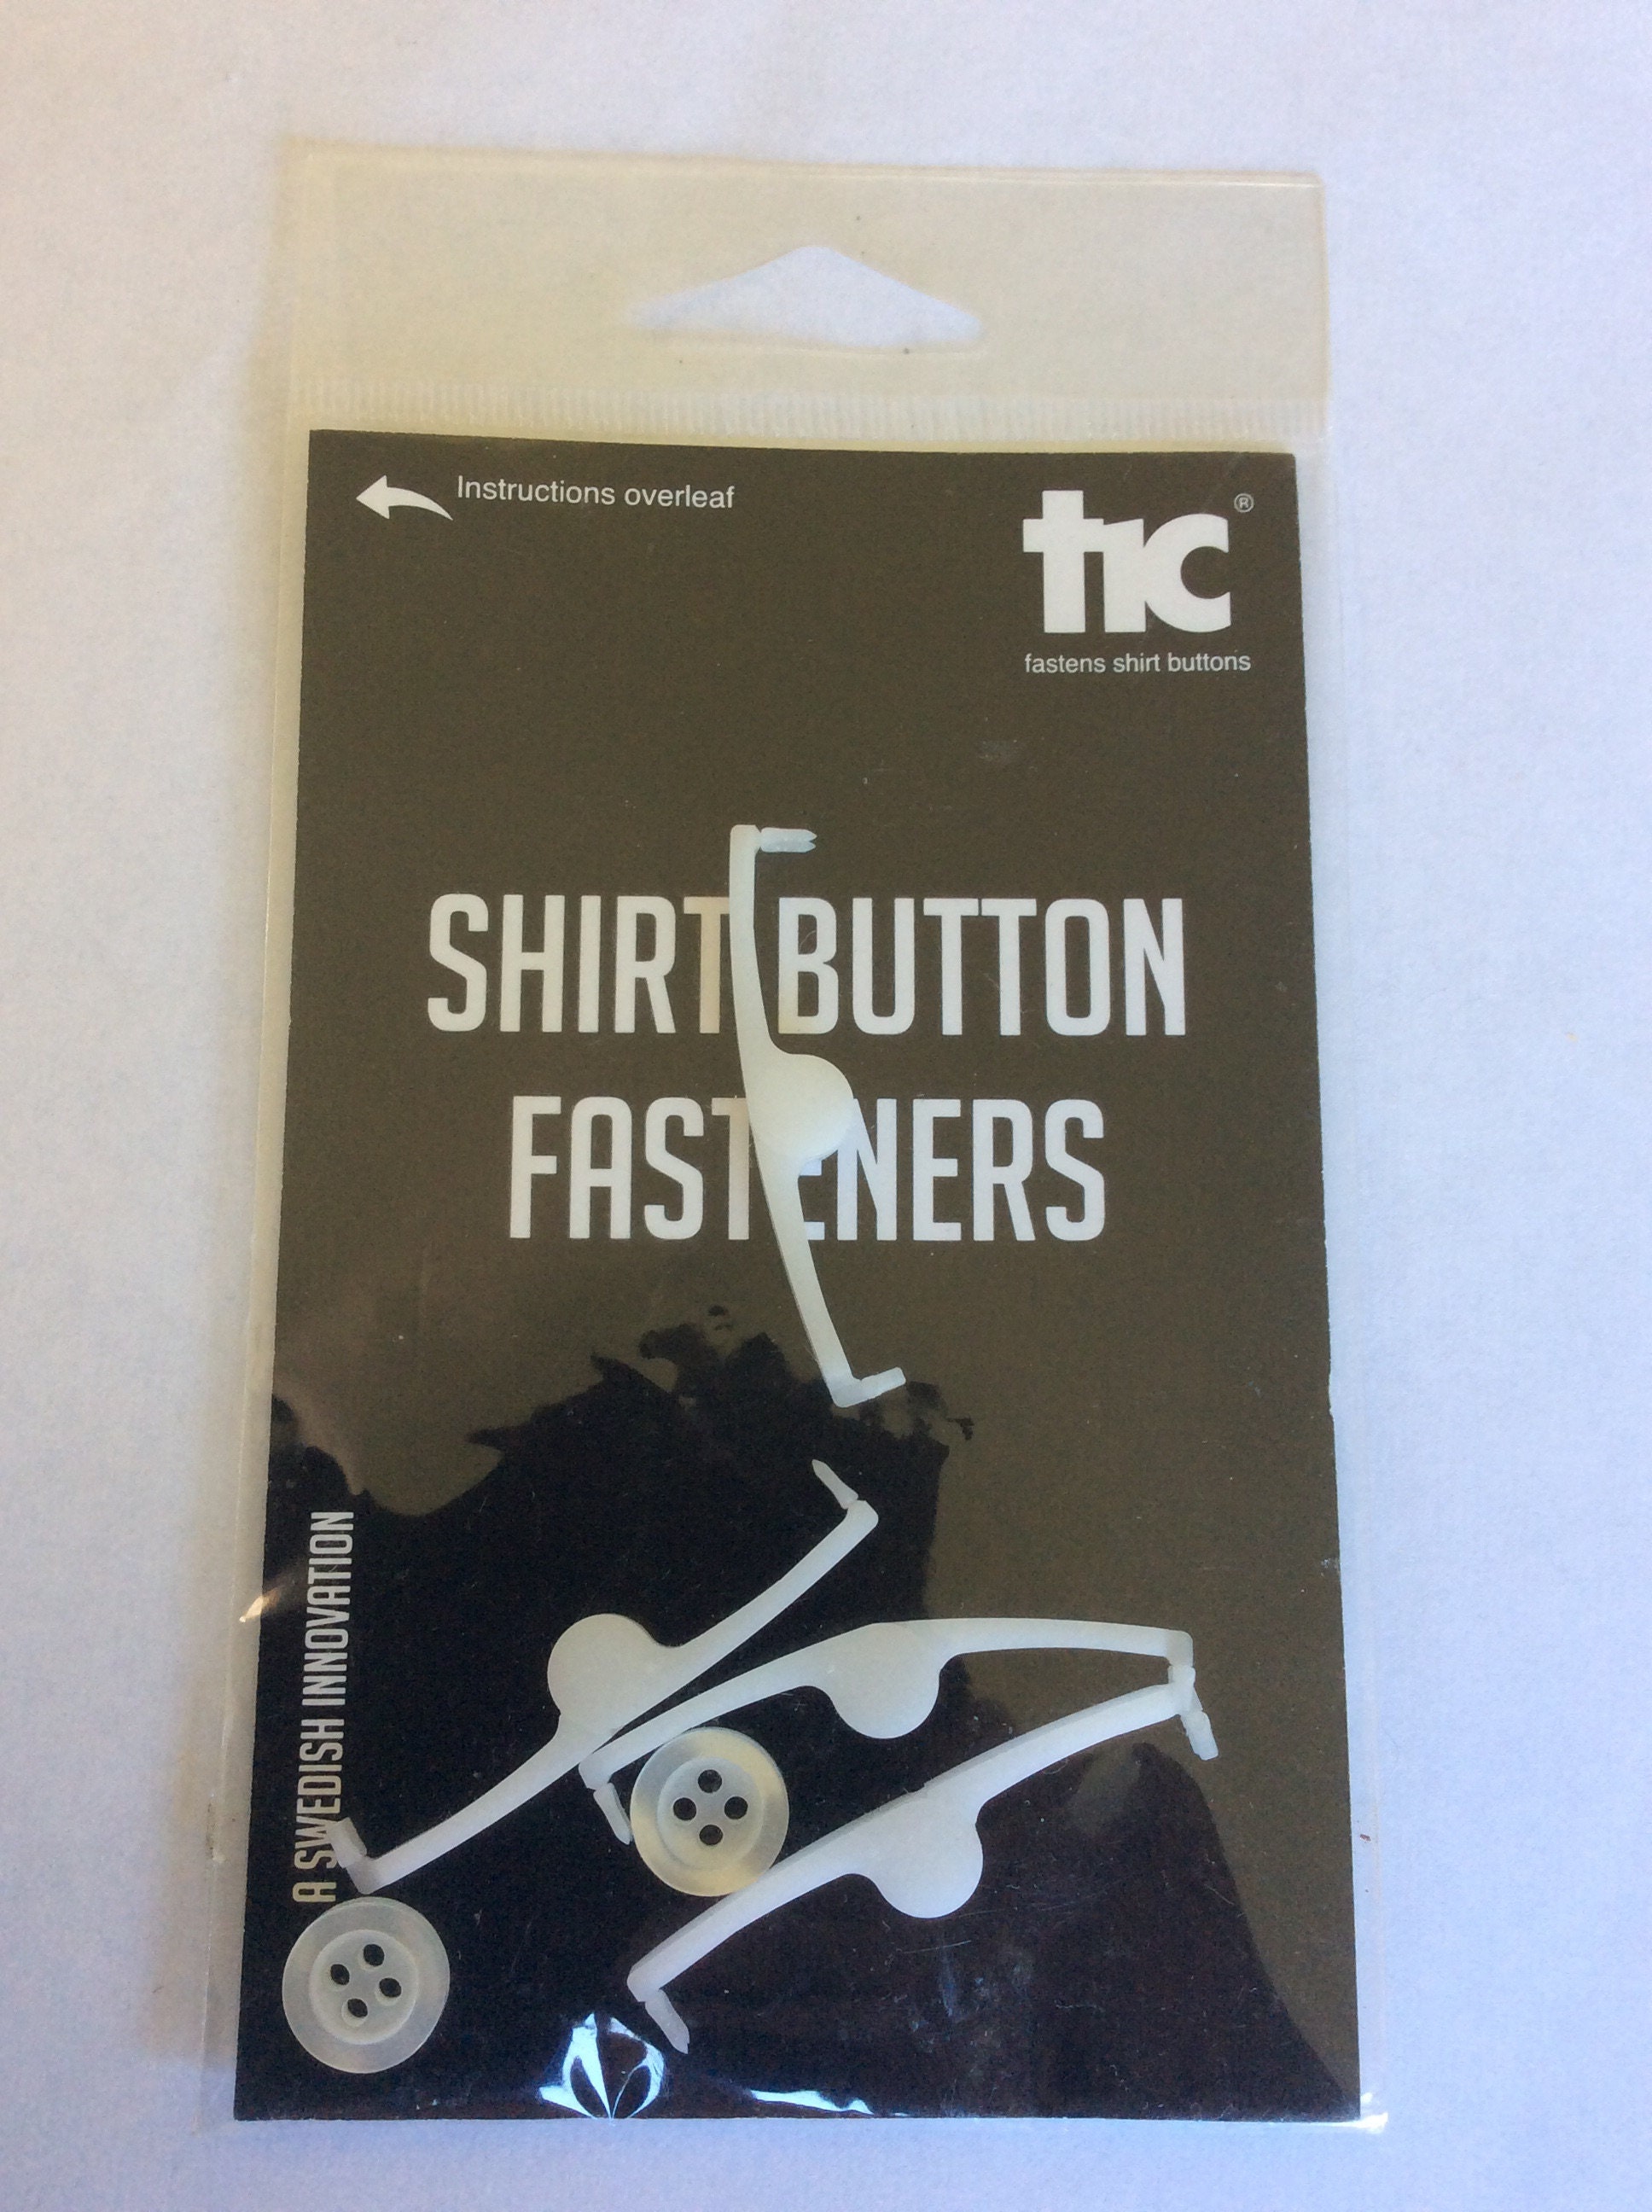 Instructions overleaf
tic®
fastens shirt buttons
SHIRT BUTTON
FASTENERS
A SWEDISH INNOVATION